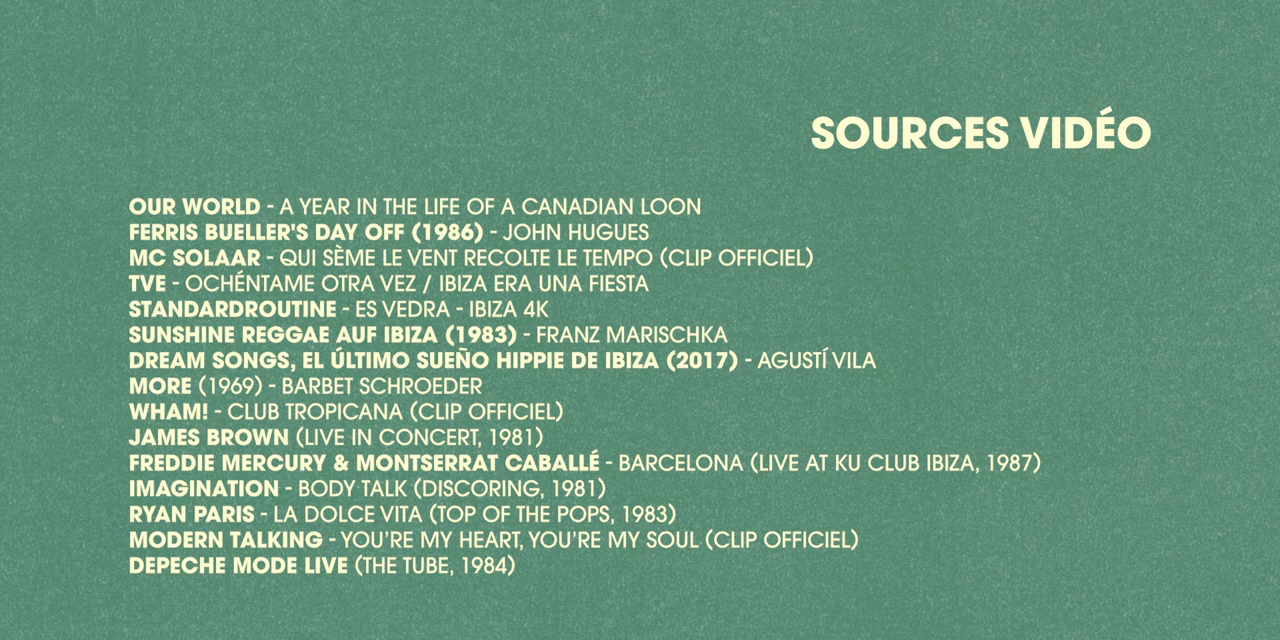 SOURCES VIDÉO
OUR WORLD - A YEAR IN THE LIFE OF A CANADIAN LOON
FERRIS BUELLER'S DAY OFF (1986) - JOHN HUGUES
MC SOLAAR - QUI SÈME LE VENT RECOLTE LE TEMPO (CLIP OFFICIEL)
TVE - OCHÉNTAME OTRA VEZ / IBIZA ERA UNA FIESTA
STANDARDROUTINE - ES VEDRA - IBIZA 4K
SUNSHINE REGGAE AUF IBIZA (1983) - FRANZ MARISCHKA
DREAM SONGS, EL ÚLTIMO SUEÑO HIPPIE DE IBIZA (2017) - AGUSTÍ VILA
MORE (1969) - BARBET SCHROEDER
WHAM! - CLUB TROPICANA (CLIP OFFICIEL)
JAMES BROWN (LIVE IN CONCERT, 1981)
FREDDIE MERCURY & MONTSERRAT CABALLÉ - BARCELONA (LIVE AT KU CLUB IBIZA, 1987)
IMAGINATION - BODY TALK (DISCORING, 1981)
RYAN PARIS - LA DOLCE VITA (TOP OF THE POPS, 1983)
MODERN TALKING - YOU'RE MY HEART, YOU'RE MY SOUL (CLIP OFFICIEL)
DEPECHE MODE LIVE (THE TUBE, 1984)